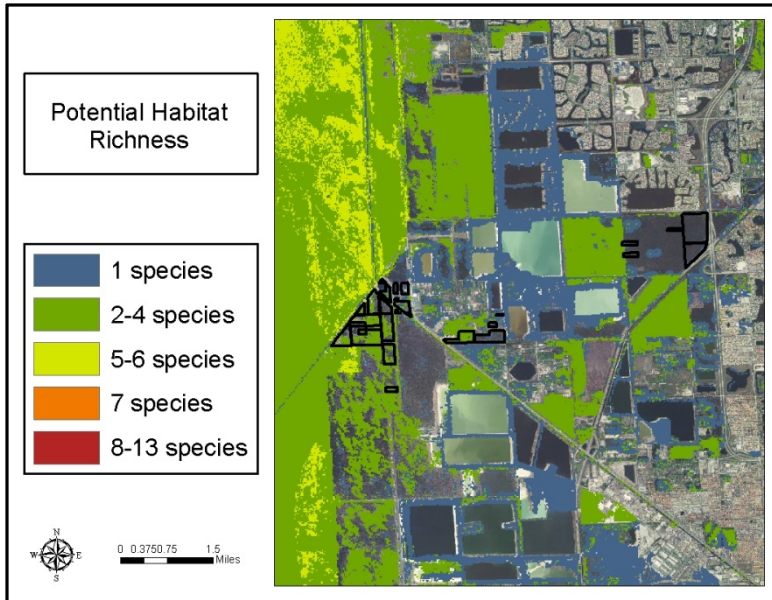 Potential Habitat
Richness
1 species
2-4 species
5-6 species
7 species
8-13 species
N
W E
S
0 0.3750.75 1.5
Miles